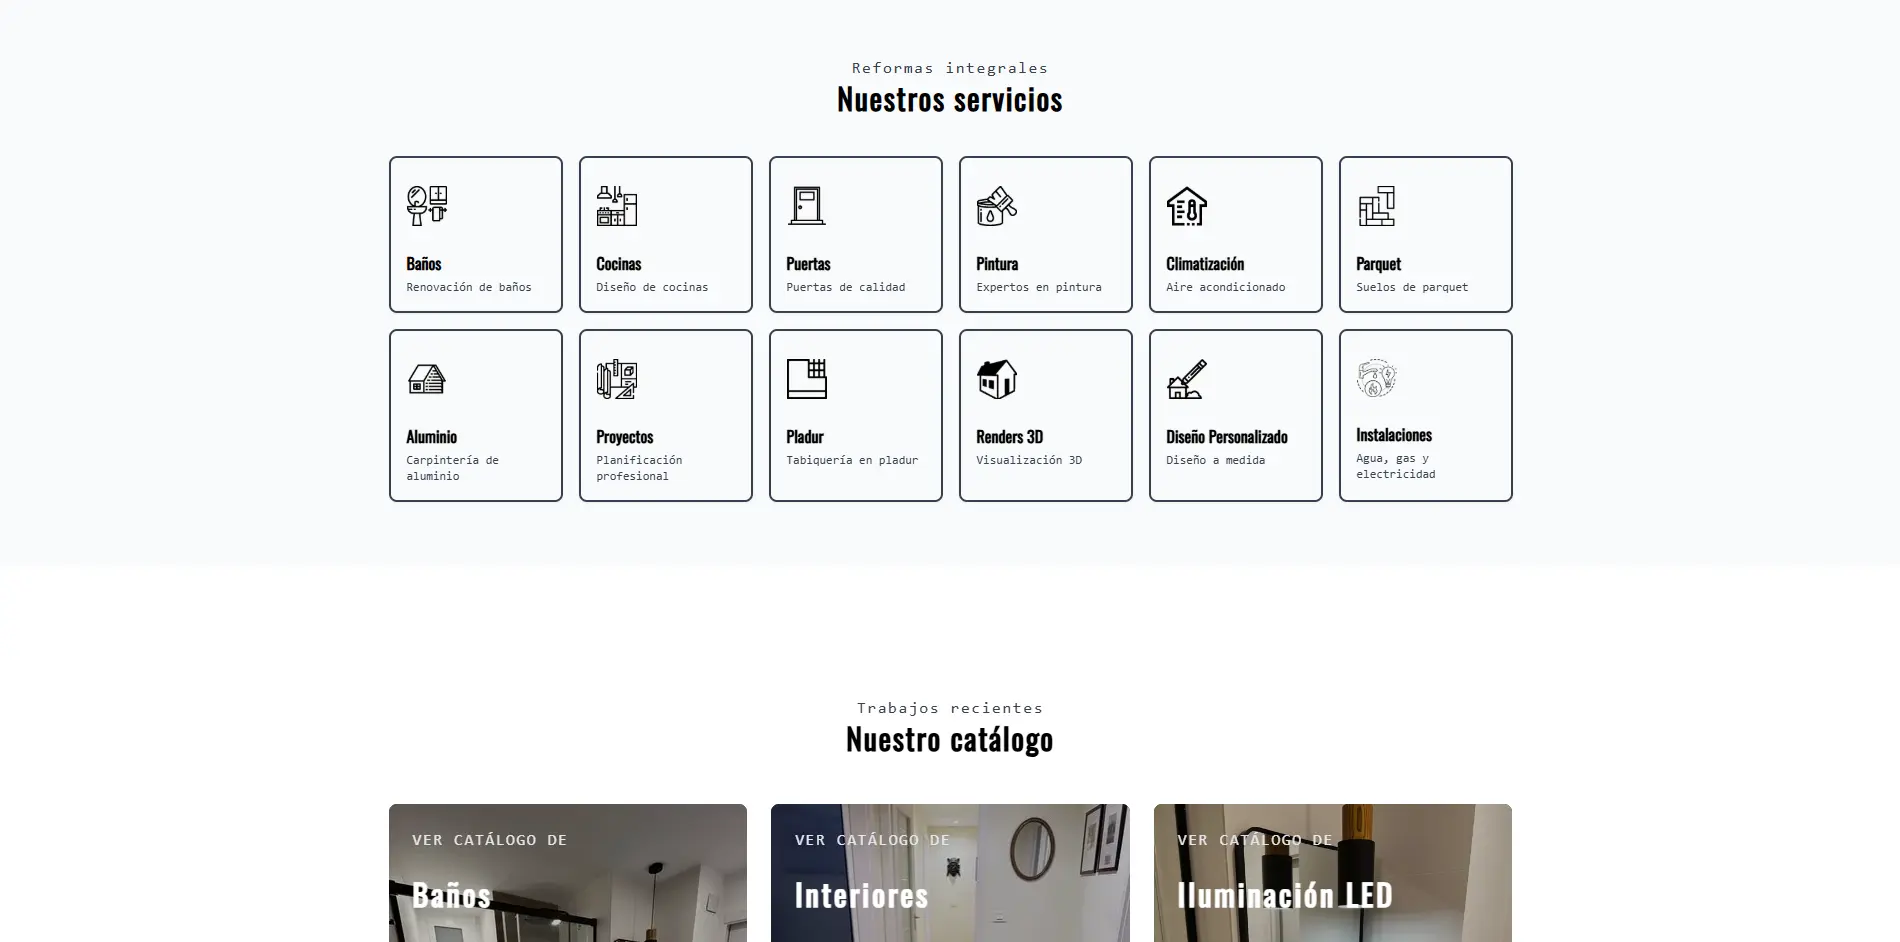 Reformas integrales
Nuestros servicios
Baños
Renovación de baños
Cocinas
Diseño de cocinas
Puertas
Puertas de calidad
Pintura
Expertos en pintura
Climatización
Aire acondicionado
Parquet
Suelos de parquet
Aluminio
Carpintería de
aluminio
Proyectos
Planificación
profesional
Pladur
Tabiquería en pladur
Renders 3D
Visualización 3D
Diseño Personalizado
Diseño a medida
Instalaciones
Agua, gas y
electricidad
Trabajos recientes
Nuestro catálogo
VER CATÁLOGO DE
Baños
VER CATÁLOGO DE
Interiores
VER CATÁLOGO DE
Iluminación LED